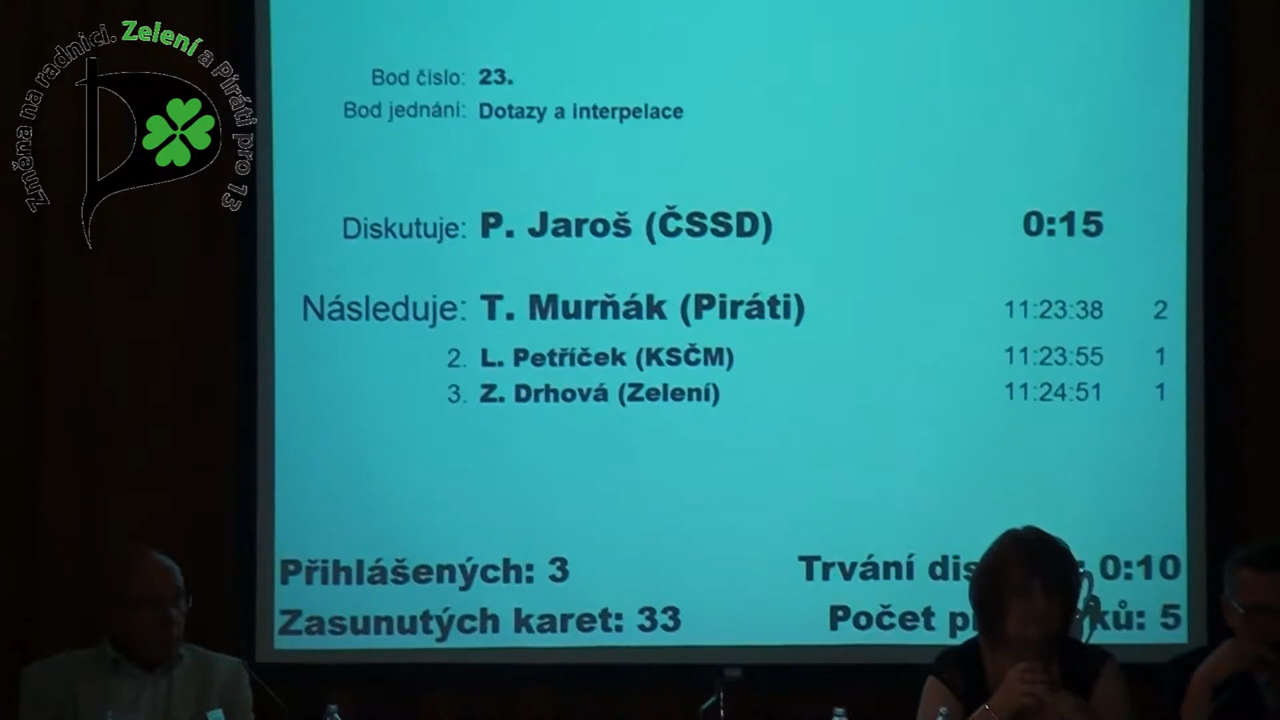 Změna na radnici. Zelení a Piráti pro 13
Bod číslo: 23.
Bod jednání: Dotazy a interpelace
Diskutuje: P. Jaroš (ČSSD) 0:15
Následuje: T. Murňák (Piráti) 11:23:38 2
2. L. Petříček (KSČM) 11:23:55 1
3. Z. Drhová (Zelení) 11:24:51 1
Přihlášených: 3 Trvání 0:10
Zasunutých karet: 33 Počet 5